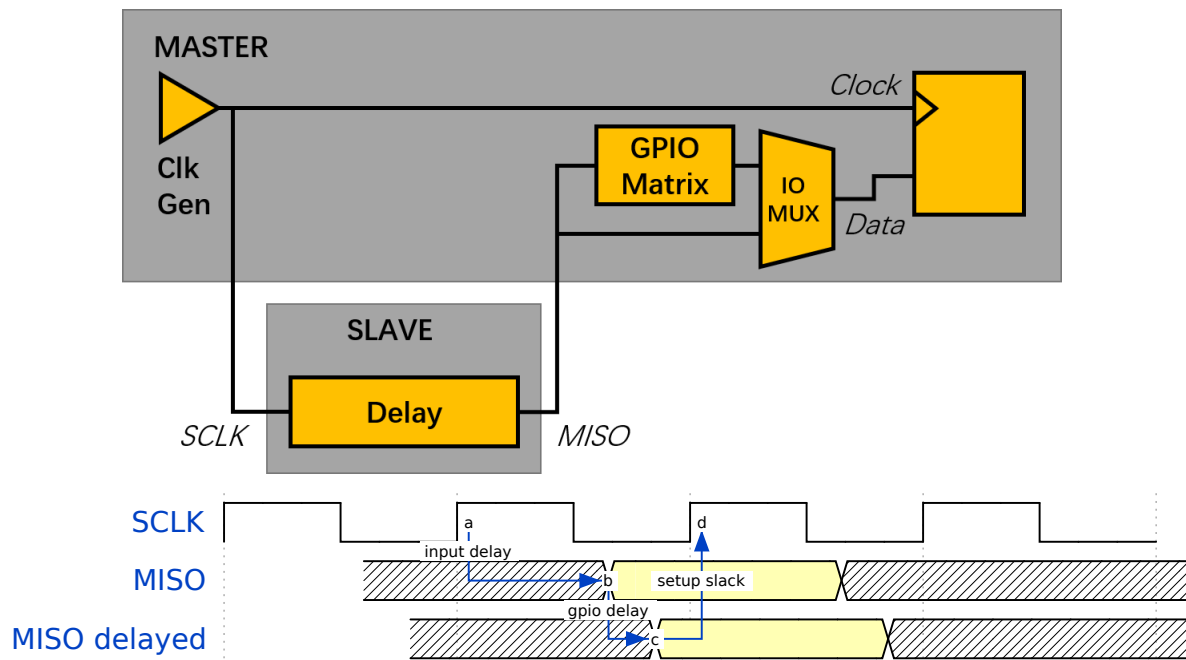 MASTER
Clk
Gen
Clock
GPIO
Matrix
IO
MUX
Data
SLAVE
Delay
SCLK
MISO
SCLK
a
d
input delay
MISO
b
setup slack
gpio delay
MISO delayed
c